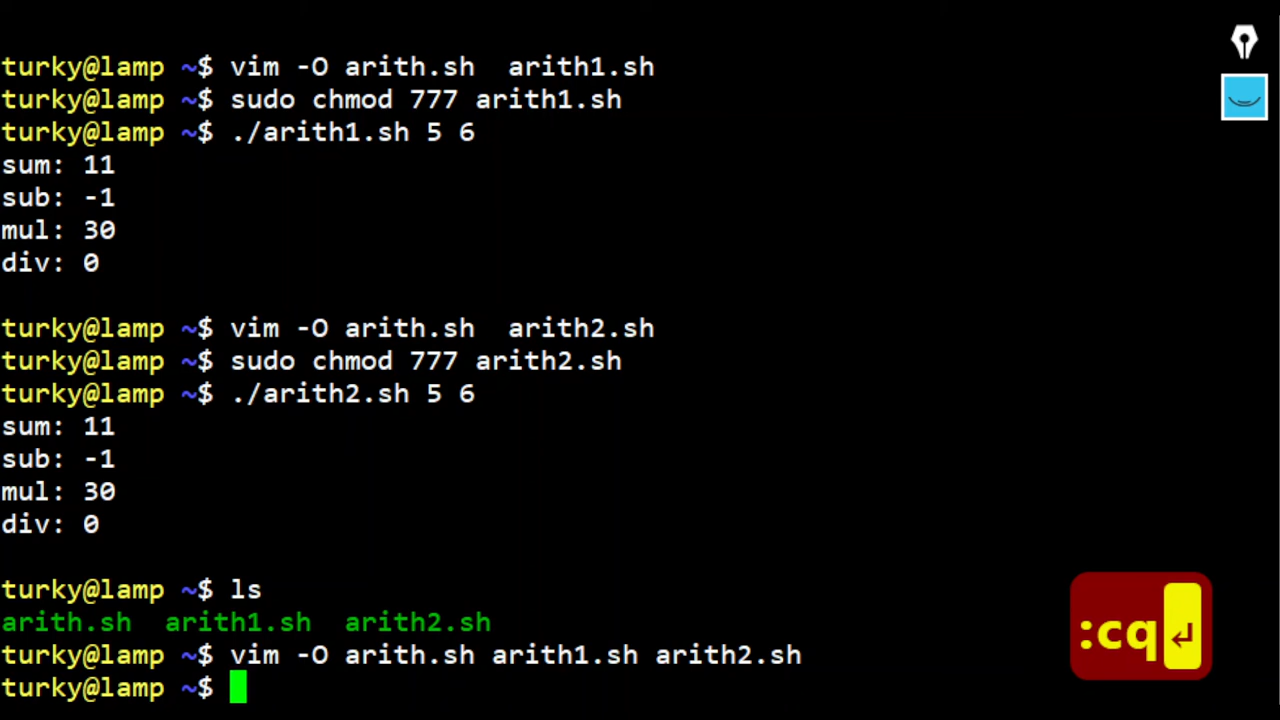 turky@lamp ~$ vim -O arith.sh  arith1.sh
turky@lamp ~$ sudo chmod 777 arith1.sh
turky@lamp ~$ ./arith1.sh 5 6
sum: 11
sub: -1
mul: 30
div: 0
turky@lamp ~$ vim -O arith.sh  arith2.sh
turky@lamp ~$ sudo chmod 777 arith2.sh
turky@lamp ~$ ./arith2.sh 5 6
sum: 11
sub: -1
mul: 30
div: 0
turky@lamp ~$ ls
arith.sh  arith1.sh  arith2.sh
turky@lamp ~$ vim -O arith.sh arith1.sh arith2.sh
turky@lamp ~$
:cq↵